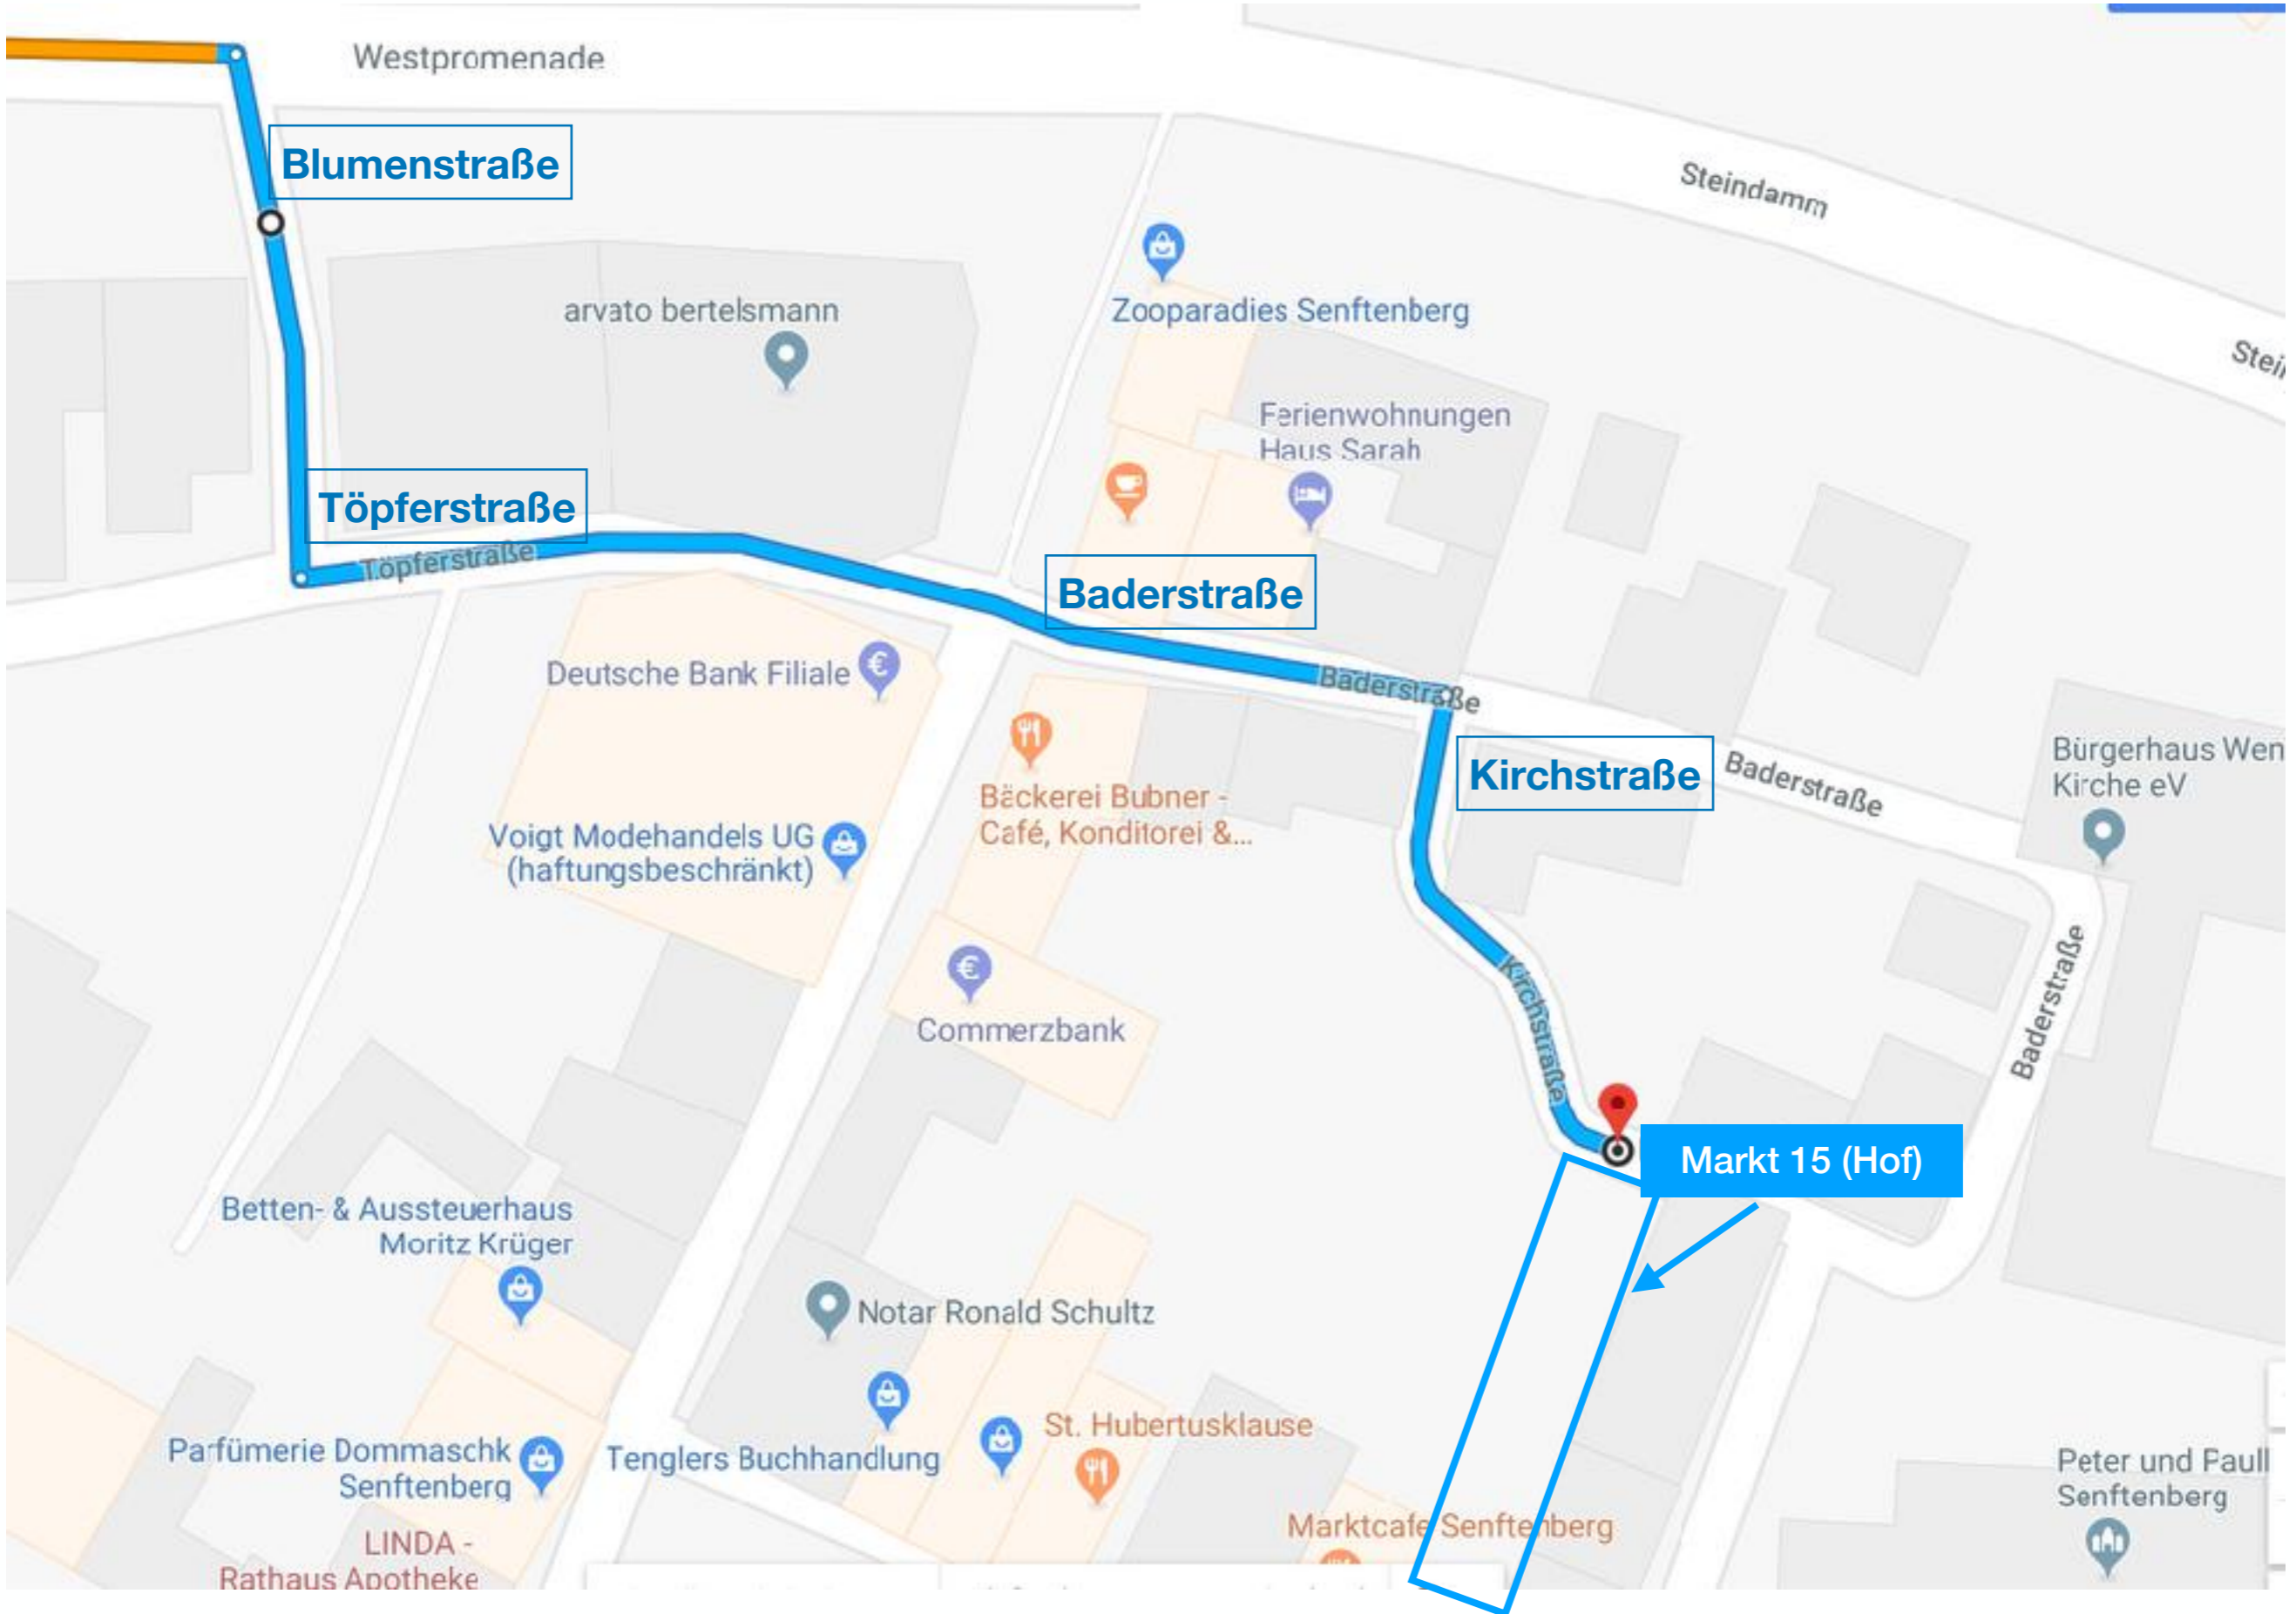 Westpromenade
Blumenstraße
Steindamm
arvato bertelsmann
Zooparadies Senftenberg
Ferienwohnungen
Haus Sarah
Töpferstraße
Töpferstraße
Baderstraße
Deutsche Bank Filiale
Baderstraße
Kirchstraße
Baderstraße
Bürgerhaus Wen
Kirche eV
Bäckerei Bubner -
Café, Konditorei &...
Voigt Modehandels UG
(haftungsbeschränkt)
Commerzbank
Kirchstraße
Baderstraße
Markt 15 (Hof)
Betten- & Aussteuerhaus
Moritz Krüger
Notar Ronald Schultz
St. Hubertusklause
Tenglers Buchhandlung
Parfümerie Dommaschk
Senftenberg
Peter und Paull
Senftenberg
Marktcafe Senftenberg
LINDA -
Rathaus Apotheke